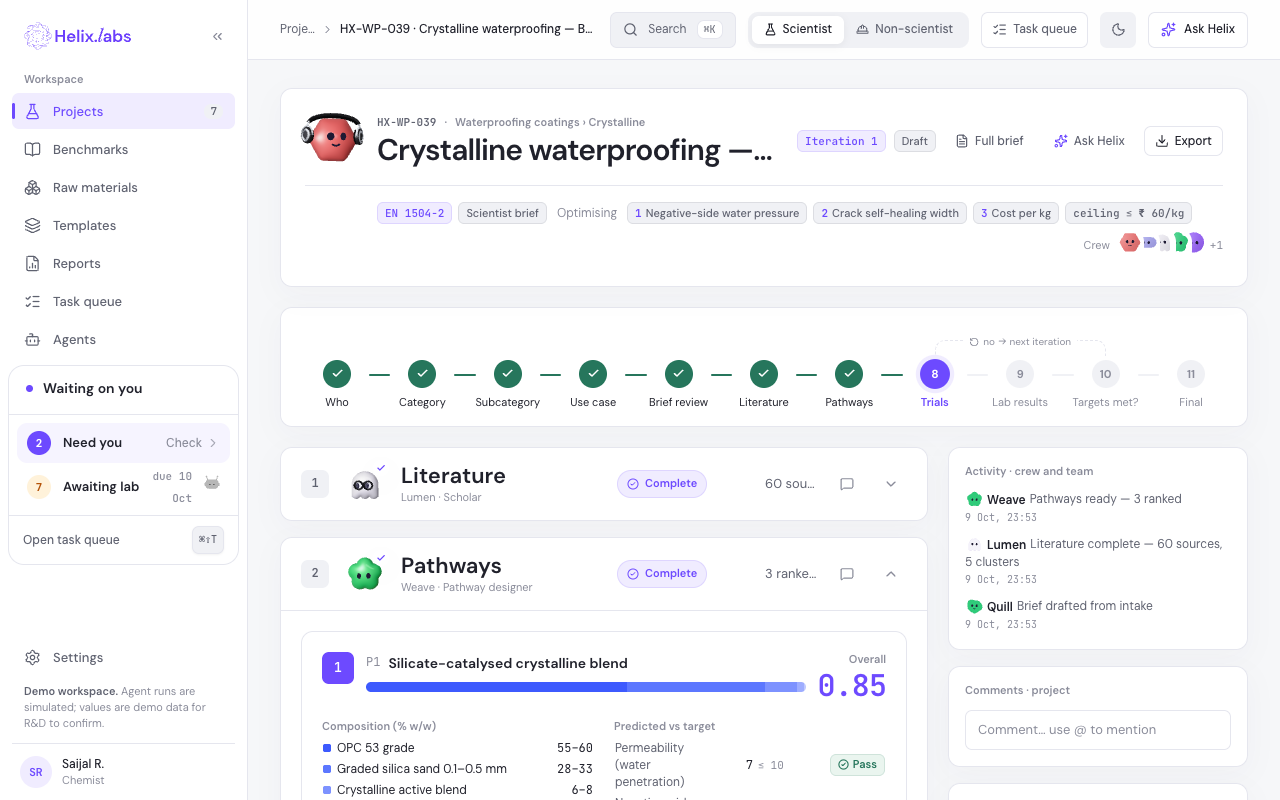 Helix.labs
Workspace
Projects 7
Benchmarks
Raw materials
Templates
Reports
Task queue
Agents
Waiting on you
2 Need you Check
7 Awaiting lab due 10 Oct
Open task queue ⌘⇧T
Settings
Demo workspace. Agent runs are
simulated; values are demo data for
R&D to confirm.
SR Saijal R.
Chemist
Proje… HX-WP-039 · Crystalline waterproofing — B…
Search ⌘K
Scientist Non-scientist
Task queue
Ask Helix
HX-WP-039 · Waterproofing coatings › Crystalline
Crystalline waterproofing —…
Iteration 1 Draft Full brief Ask Helix Export
EN 1504-2 Scientist brief Optimising 1 Negative-side water pressure 2 Crack self-healing width 3 Cost per kg ceiling ≤ ₹ 60/kg
Crew +1
no → next iteration
8 9 10 11
Who Category Subcategory Use case Brief review Literature Pathways Trials Lab results Targets met? Final
1 Literature Complete 60 sou…
Lumen · Scholar
2 Pathways Complete 3 ranke…
Weave · Pathway designer
1 P1 Silicate-catalysed crystalline blend Overall
0.85
Composition (% w/w)
OPC 53 grade 55–60
Graded silica sand 0.1–0.5 mm 28–33
Crystalline active blend 6–8
Predicted vs target
Permeability
(water
penetration) 7 ≤ 10 Pass
Activity · crew and team
Weave Pathways ready — 3 ranked
9 Oct, 23:53
Lumen Literature complete — 60 sources,
5 clusters
9 Oct, 23:53
Quill Brief drafted from intake
9 Oct, 23:53
Comments · project
Comment… use @ to mention